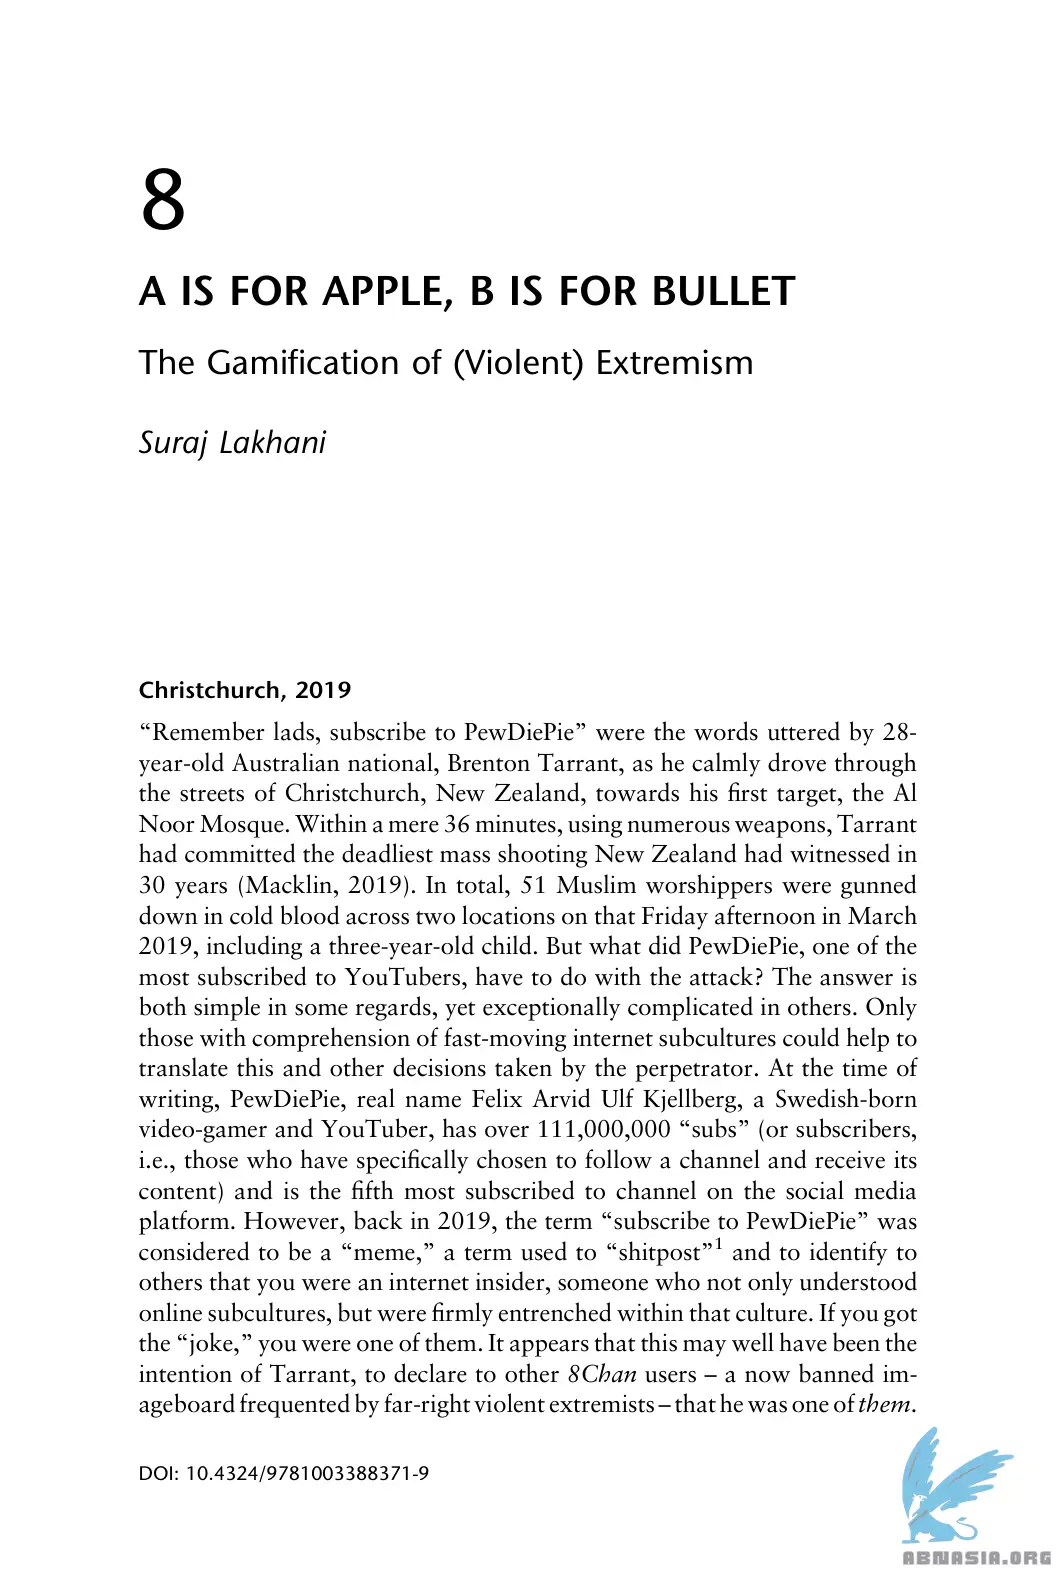 8
A IS FOR APPLE, B IS FOR BULLET
The Gamification of (Violent) Extremism
Suraj Lakhani
Christchurch, 2019
“Remember lads, subscribe to PewDiePie” were the words uttered by 28-
year-old Australian national, Brenton Tarrant, as he calmly drove through
the streets of Christchurch, New Zealand, towards his first target, the Al
Noor Mosque. Within a mere 36 minutes, using numerous weapons, Tarrant
had committed the deadliest mass shooting New Zealand had witnessed in
30 years (Macklin, 2019). In total, 51 Muslim worshippers were gunned
down in cold blood across two locations on that Friday afternoon in March
2019, including a three-year-old child. But what did PewDiePie, one of the
most subscribed to YouTubers, have to do with the attack? The answer is
both simple in some regards, yet exceptionally complicated in others. Only
those with comprehension of fast-moving internet subcultures could help to
translate this and other decisions taken by the perpetrator. At the time of
writing, PewDiePie, real name Felix Arvid Ulf Kjellberg, a Swedish-born
video-gamer and YouTuber, has over 111,000,000 “subs” (or subscribers,
i.e., those who have specifically chosen to follow a channel and receive its
content) and is the fifth most subscribed to channel on the social media
platform. However, back in 2019, the term “subscribe to PewDiePie” was
considered to be a “meme,” a term used to “shitpost”1 and to identify to
others that you were an internet insider, someone who not only understood
online subcultures, but were firmly entrenched within that culture. If you got
the “joke,” you were one of them. It appears that this may well have been the
intention of Tarrant, to declare to other 8Chan users – a now banned im-
ageboard frequented by far-right violent extremists – that he was one of them.
DOI: 10.4324/9781003388371-9
ABNASIA.ORG